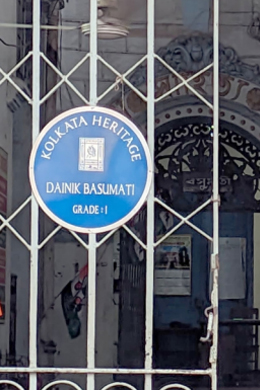 KOLKATA HERITAGE
DAINIK BASUMATI
GRADE : I